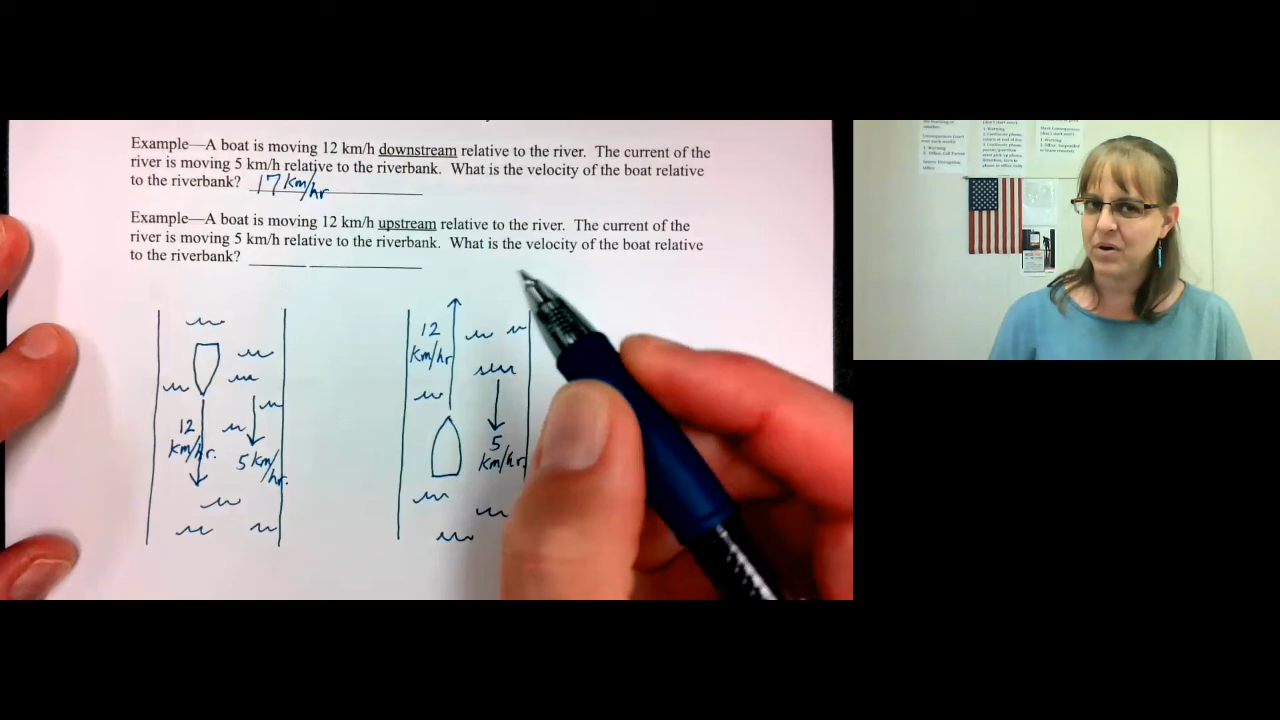 Example—A boat is moving 12 km/h downstream relative to the river. The current of the
river is moving 5 km/h relative to the riverbank. What is the velocity of the boat relative
to the riverbank? 17 km/hr
Example—A boat is moving 12 km/h upstream relative to the river. The current of the
river is moving 5 km/h relative to the riverbank. What is the velocity of the boat relative
to the riverbank?
12
km/hr.
5 km/
hr.
12
km/hr
5
km/hr